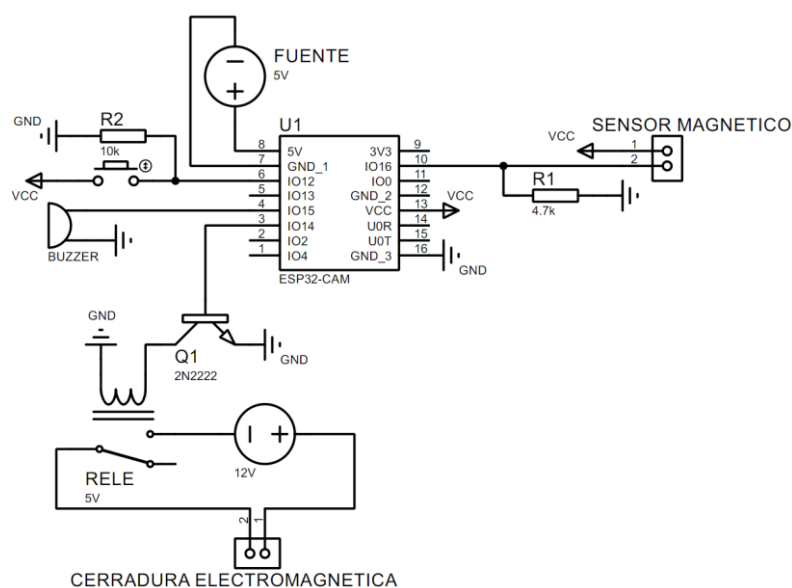 FUENTE
5V
GND
R2
10k
VCC
BUZZER
U1
8 5V
7 GND_1
6 IO12
5 IO13
4 IO15
3 IO14
2 IO2
1 IO4
3V3 9
IO16 10
IO0 11
GND_2 12
VCC 13
U0R 14
U0T 15
GND_3 16
ESP32-CAM
VCC
GND
SENSOR MAGNETICO
VCC
1
2
R1
4.7k
GND
Q1
2N2222
GND
RELE
5V
12V
2 1
CERRADURA ELECTROMAGNETICA